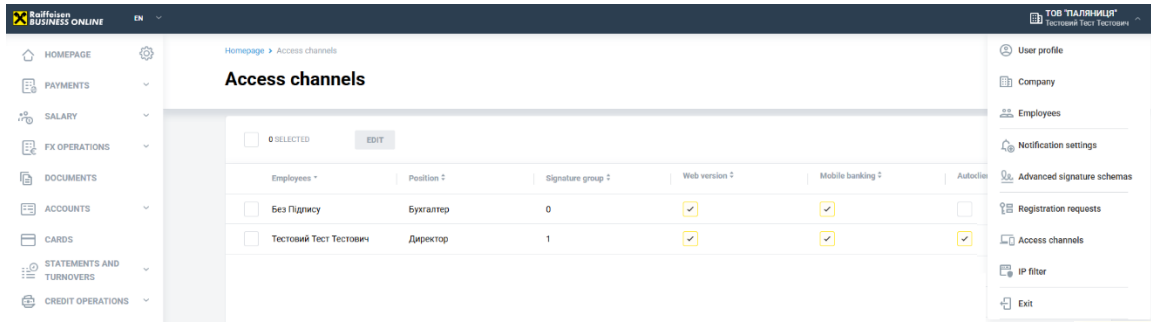 Raiffeisen
BUSINESS ONLINE
EN
ТОВ "ПАЛЯНИЦЯ"
Тестовий Тест Тестович
HOMEPAGE
PAYMENTS
SALARY
FX OPERATIONS
DOCUMENTS
ACCOUNTS
CARDS
STATEMENTS AND
TURNOVERS
CREDIT OPERATIONS
Homepage > Access channels
Access channels
0 SELECTED EDIT
Employees Position Signature group Web version Mobile banking Autoclie
Без Підпису Бухгалтер 0
Тестовий Тест Тестович Директор 1
User profile
Company
Employees
Notification settings
Advanced signature schemas
Registration requests
Access channels
IP filter
Exit